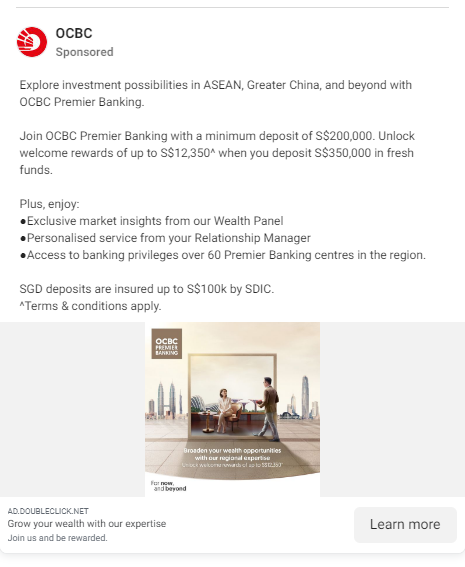 OCBC
Sponsored
Explore investment possibilities in ASEAN, Greater China, and beyond with
OCBC Premier Banking.
Join OCBC Premier Banking with a minimum deposit of S$200,000. Unlock
welcome rewards of up to S$12,350^ when you deposit S$350,000 in fresh
funds.
Plus, enjoy:
●Exclusive market insights from our Wealth Panel
●Personalised service from your Relationship Manager
●Access to banking privileges over 60 Premier Banking centres in the region.
SGD deposits are insured up to S$100k by SDIC.
^Terms & conditions apply.
OCBC
PREMIER
BANKING
Broaden your wealth opportunities
with our regional expertise
Unlock welcome rewards of up to S$12,350^
For now,
and beyond
AD.DOUBLECLICK.NET
Grow your wealth with our expertise
Join us and be rewarded.
Learn more